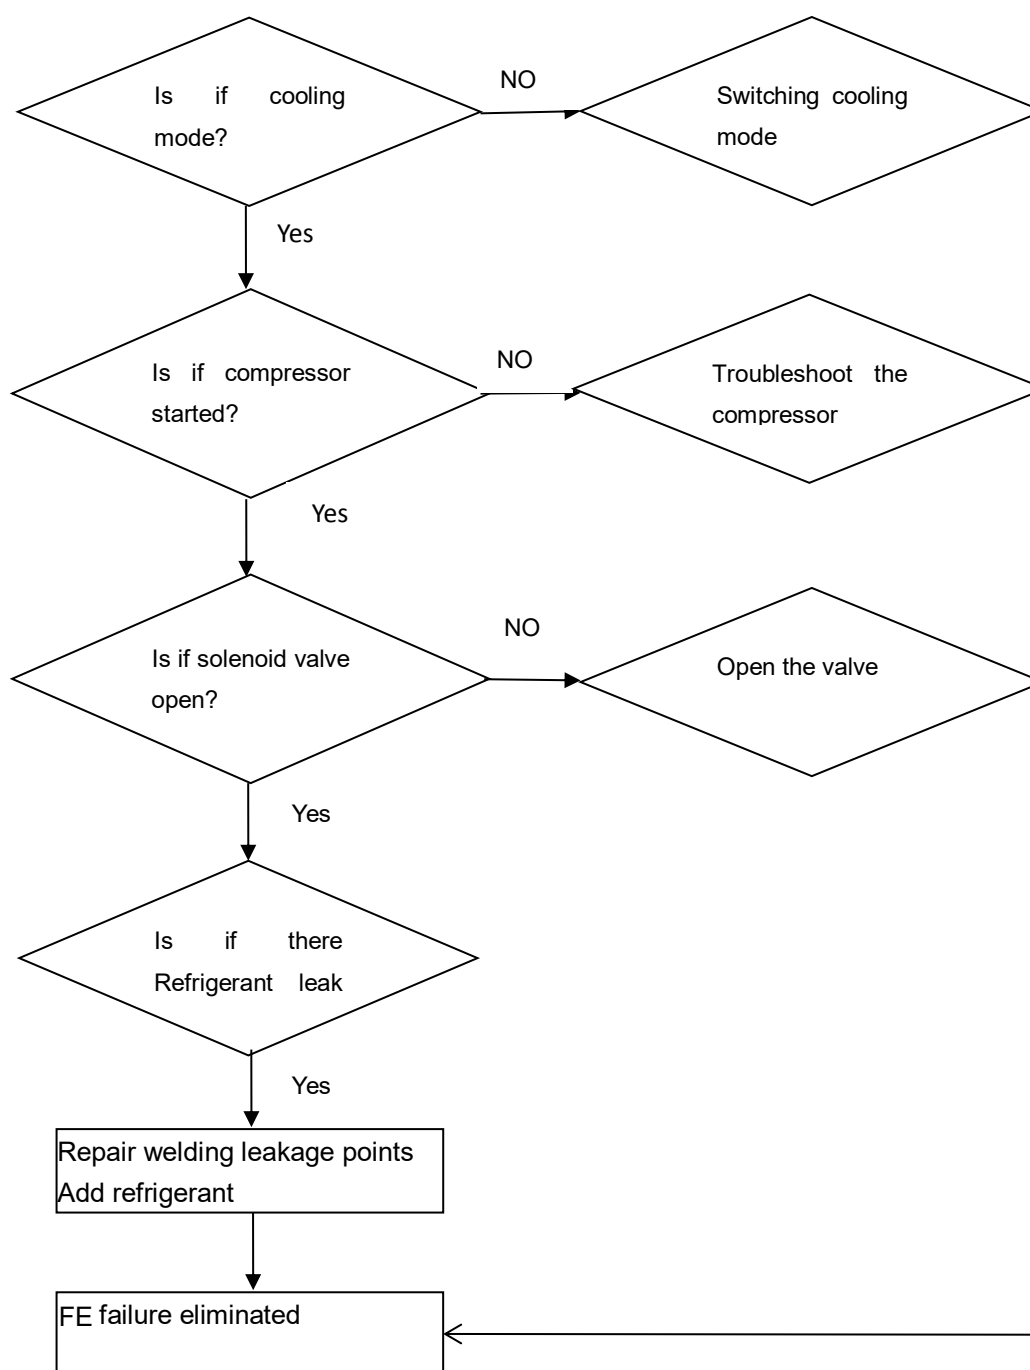 Is if cooling
mode?
NO
Switching cooling
mode
Yes
Is if compressor
started?
NO
Troubleshoot the
compressor
Yes
Is if solenoid valve
open?
NO
Open the valve
Yes
Is if there
Refrigerant leak
Yes
Repair welding leakage points
Add refrigerant
FE failure eliminated